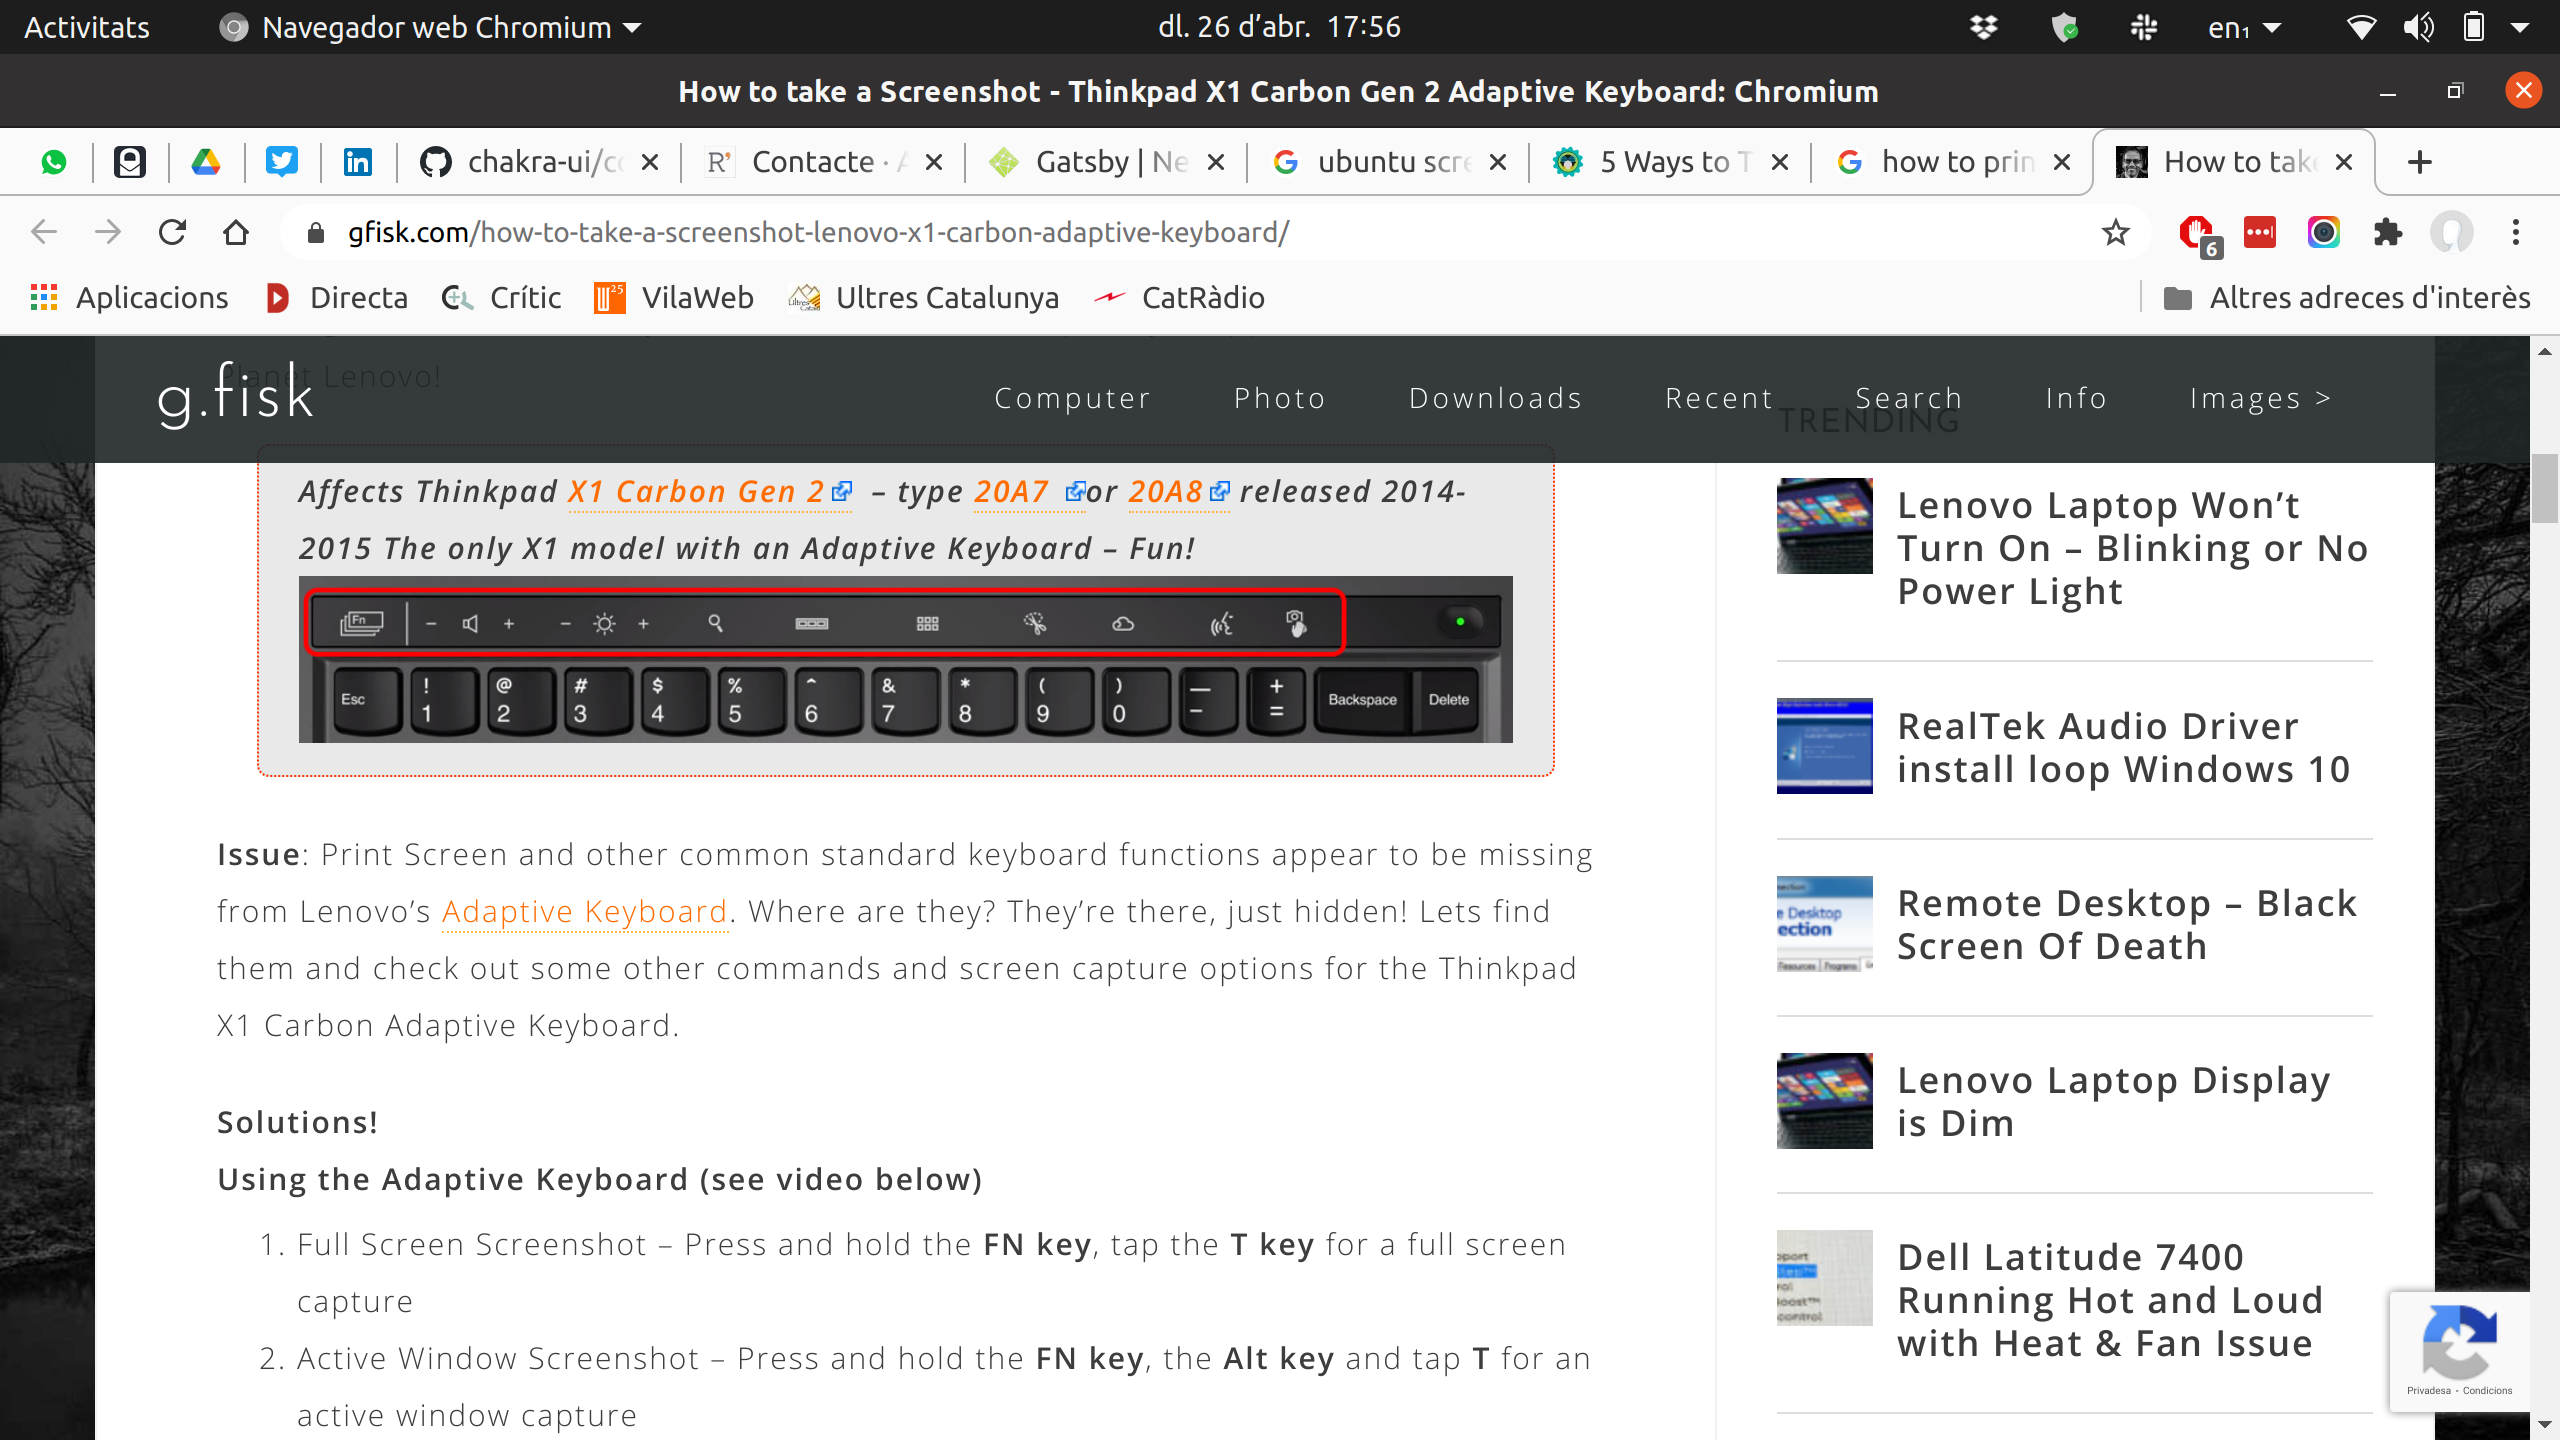 Activitats
Navegador web Chromium
dl. 26 d’abr. 17:56
en₁
How to take a Screenshot - Thinkpad X1 Carbon Gen 2 Adaptive Keyboard: Chromium
chakra-ui/cc
Contacte · A
Gatsby | Ne
ubuntu scre
5 Ways to T
how to prin
How to take
gfisk.com/how-to-take-a-screenshot-lenovo-x1-carbon-adaptive-keyboard/
6
Aplicacions
Directa
Crític
VilaWeb
Ultres Catalunya
CatRàdio
Altres adreces d'interès
Planet Lenovo!
g.fisk
Computer
Photo
Downloads
Recent
Search
Info
Images >
TRENDING
Affects Thinkpad X1 Carbon Gen 2 – type 20A7 or 20A8 released 2014-
2015 The only X1 model with an Adaptive Keyboard – Fun!
Fn
Esc ! 1 @ 2 # 3 $ 4 % 5 ^ 6 & 7 * 8 ( 9 ) 0 — - + = Backspace Delete
Issue: Print Screen and other common standard keyboard functions appear to be missing
from Lenovo’s Adaptive Keyboard. Where are they? They’re there, just hidden! Lets find
them and check out some other commands and screen capture options for the Thinkpad
X1 Carbon Adaptive Keyboard.
Solutions!
Using the Adaptive Keyboard (see video below)
1. Full Screen Screenshot – Press and hold the FN key, tap the T key for a full screen
capture
2. Active Window Screenshot – Press and hold the FN key, the Alt key and tap T for an
active window capture
Lenovo Laptop Won’t
Turn On – Blinking or No
Power Light
RealTek Audio Driver
install loop Windows 10
e Desktop
ection
Remote Desktop – Black
Screen Of Death
Lenovo Laptop Display
is Dim
Dell Latitude 7400
Running Hot and Loud
with Heat & Fan Issue
Privadesa - Condicions